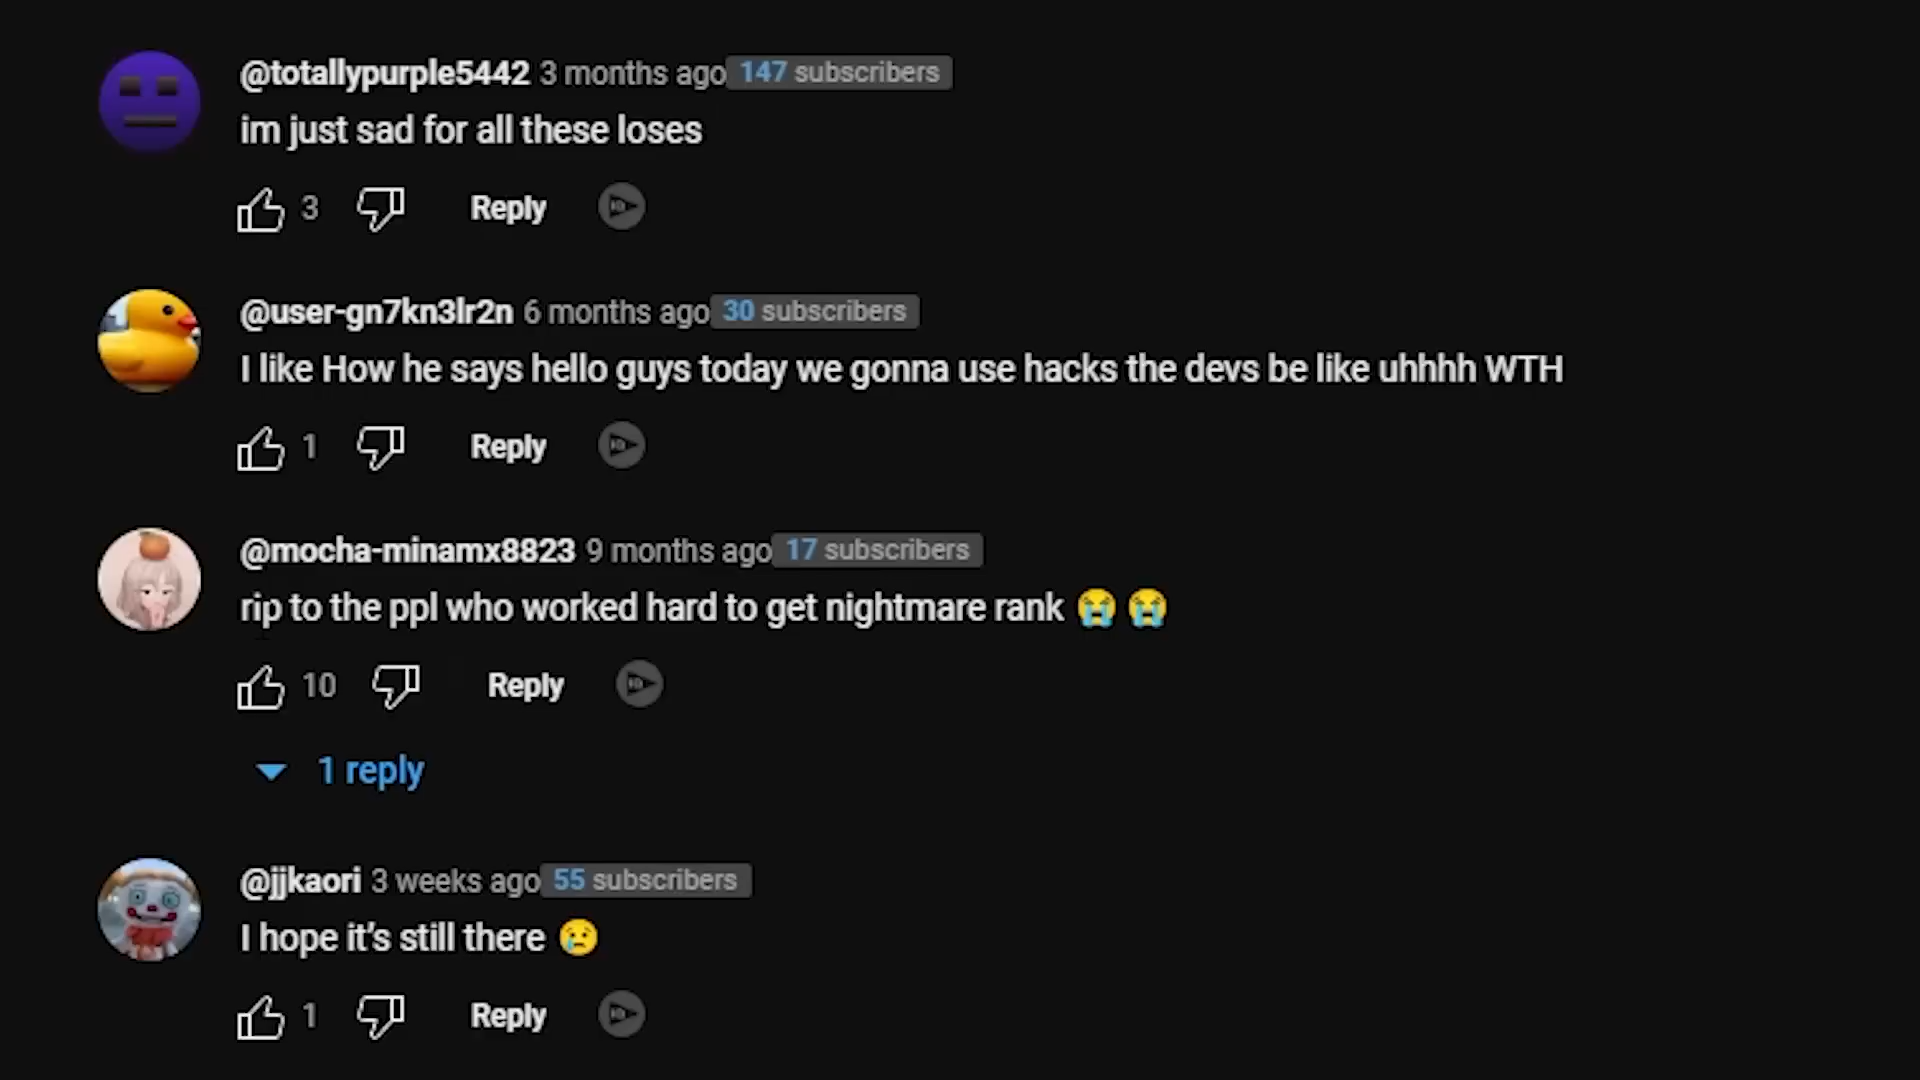 @totallypurple5442 3 months ago 147 subscribers
im just sad for all these loses
3 Reply
@user-gn7kn3lr2n 6 months ago 30 subscribers
I like How he says hello guys today we gonna use hacks the devs be like uhhhh WTH
1 Reply
@mocha-minamx8823 9 months ago 17 subscribers
rip to the ppl who worked hard to get nightmare rank 😭 😭
10 Reply
1 reply
@jjkaori 3 weeks ago 55 subscribers
I hope it's still there 😢
1 Reply